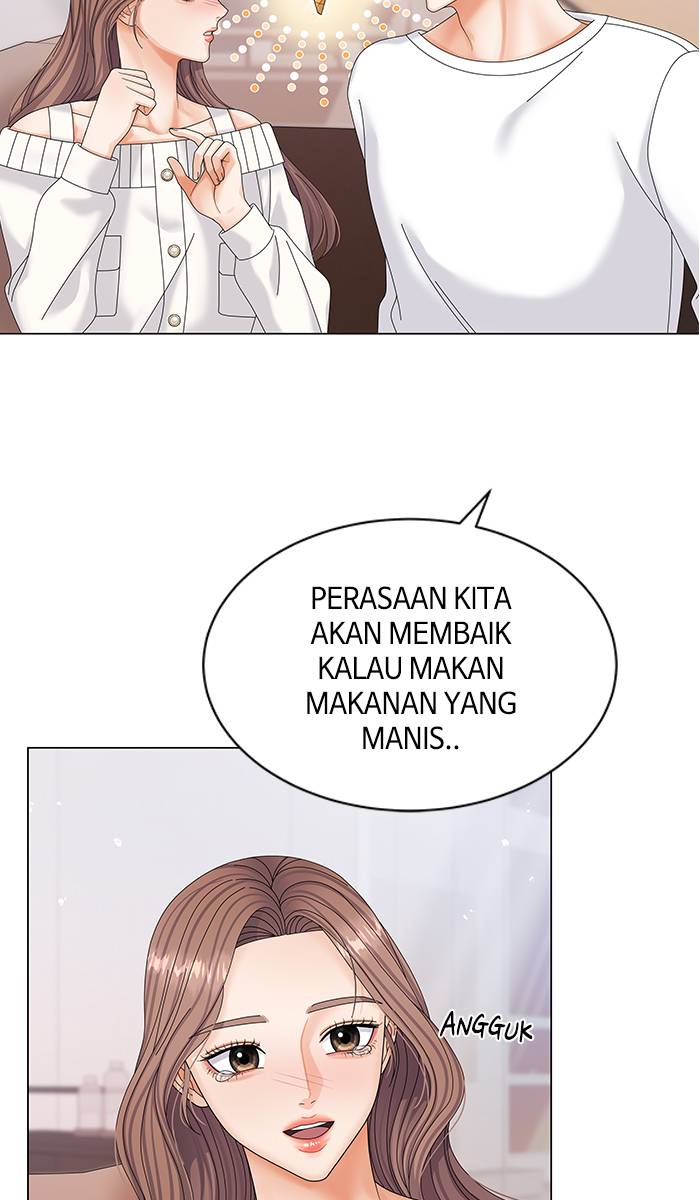 PERASAAN KITA
AKAN MEMBAIK
KALAU MAKAN
MAKANAN YANG
MANIS..
ANGGUK